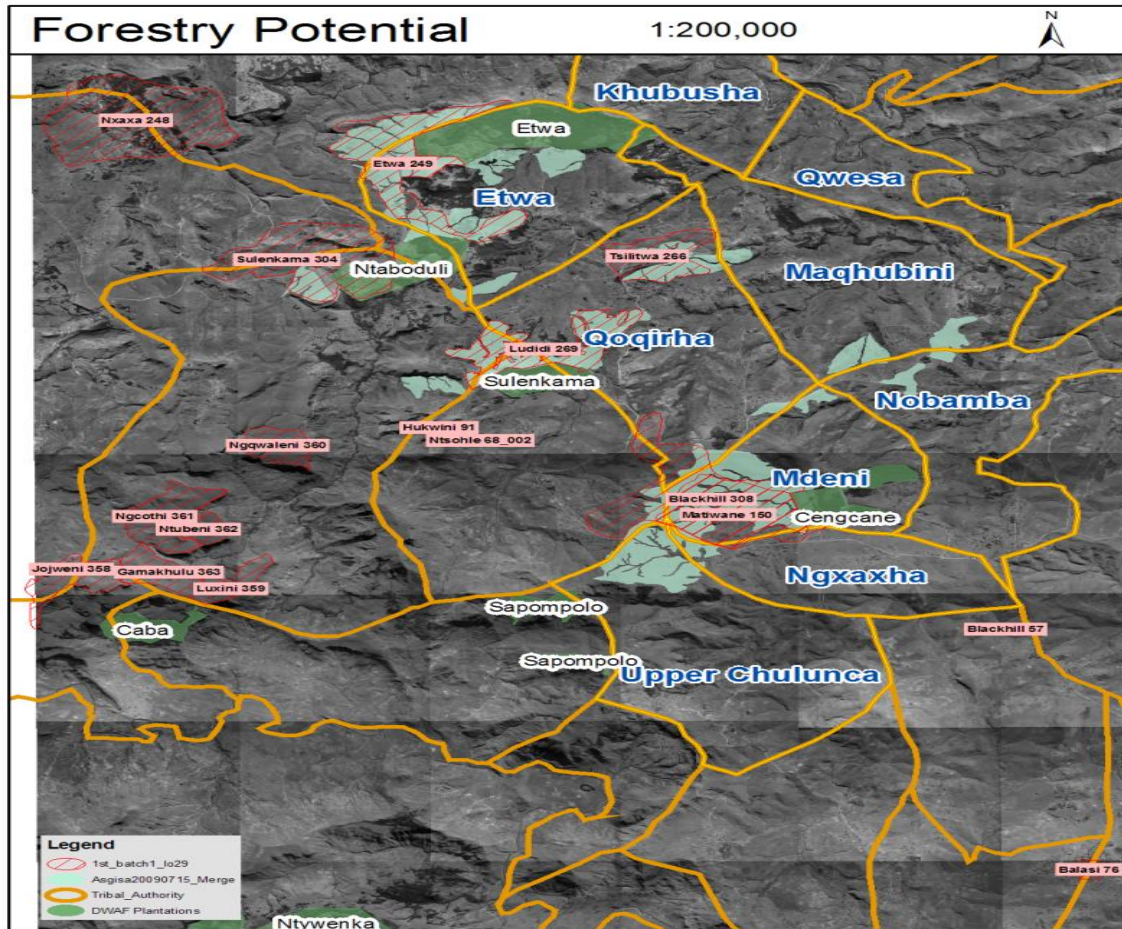 Forestry Potential
1:200,000
N
Khubusha
Nxaxa 248
Etwa
Etwa 249
Qwesa
Etwa
Sulenkama 304
Tsilitwa 266
Ntaboduli
Maqhubini
Qoqirha
Ludidi 269
Sulenkama
Nobamba
Hukwini 91
Ntsohle 68_002
Ngqwaleni 360
Mdeni
Blackhill 308
Matiwane 150
Cengcane
Ngcothi 361
Ntubeni 362
Jojweni 358
Gamakhulu 363
Luxini 359
Ngxaxha
Sapompolo
Caba
Blackhill 57
Sapompolo
Upper Chulunca
Legend
1st_batch1_lo29
Asgisa20090715_Merge
Tribal_Authority
DWAF Plantations
Balasi 76
Ntywenka